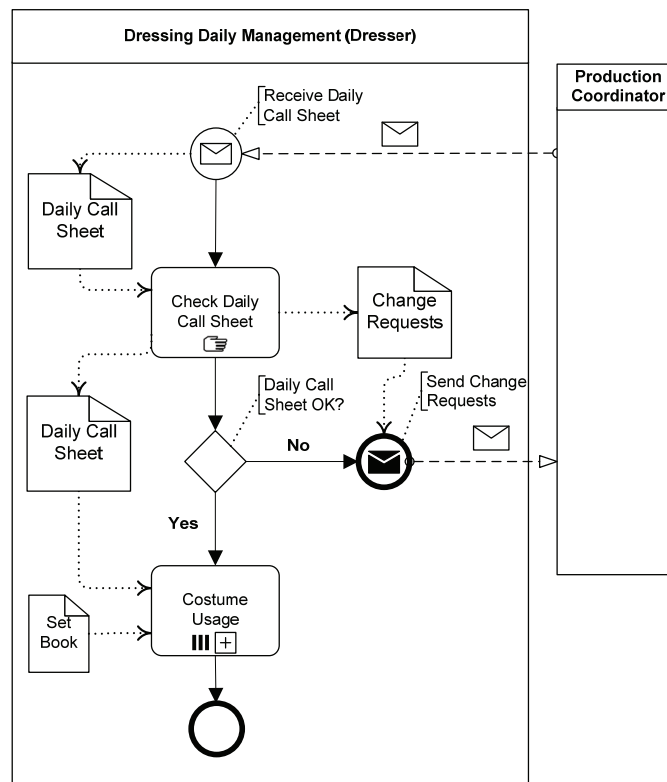 Dressing Daily Management (Dresser)
Production
Coordinator
Receive Daily
Call Sheet
Daily Call
Sheet
Check Daily
Call Sheet
Change
Requests
Daily Call
Sheet OK?
Send Change
Requests
Daily Call
Sheet
No
Yes
Costume
Usage
Set
Book